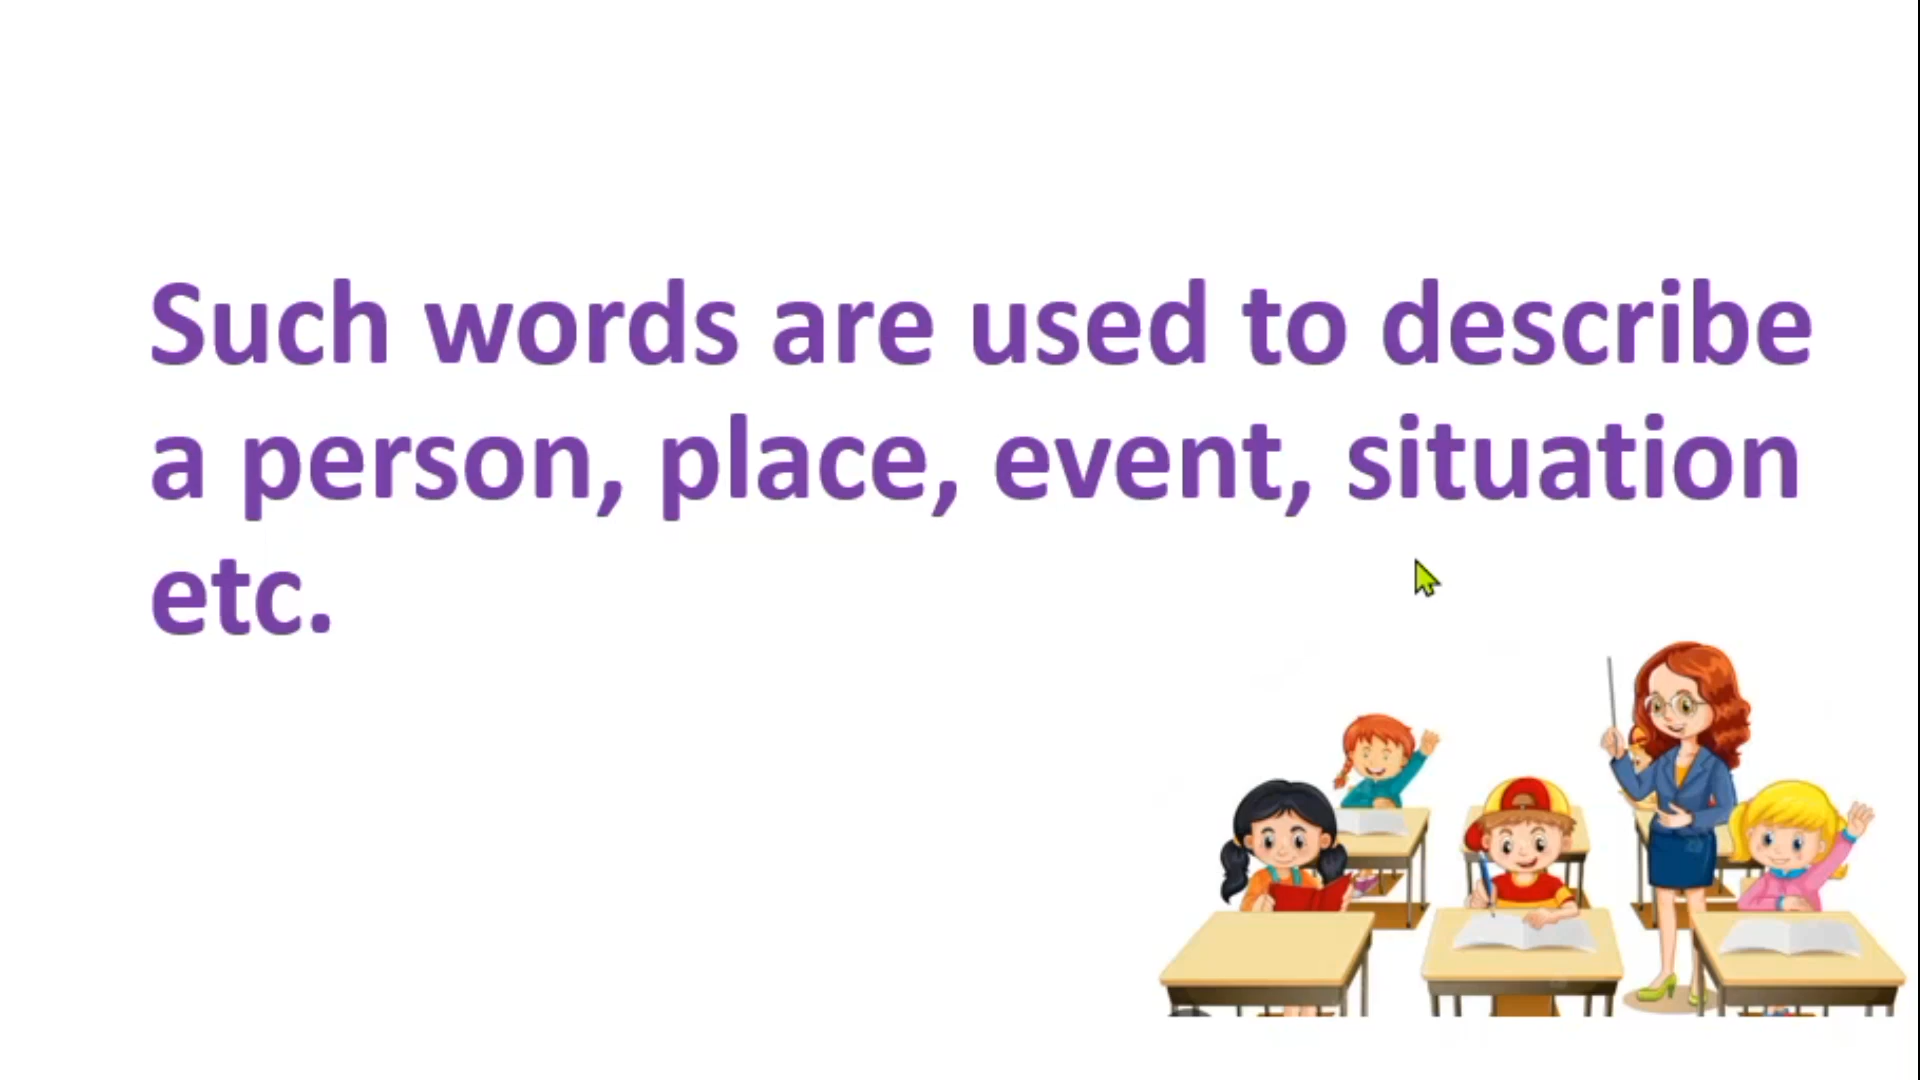 Such words are used to describe
a person, place, event, situation
etc.